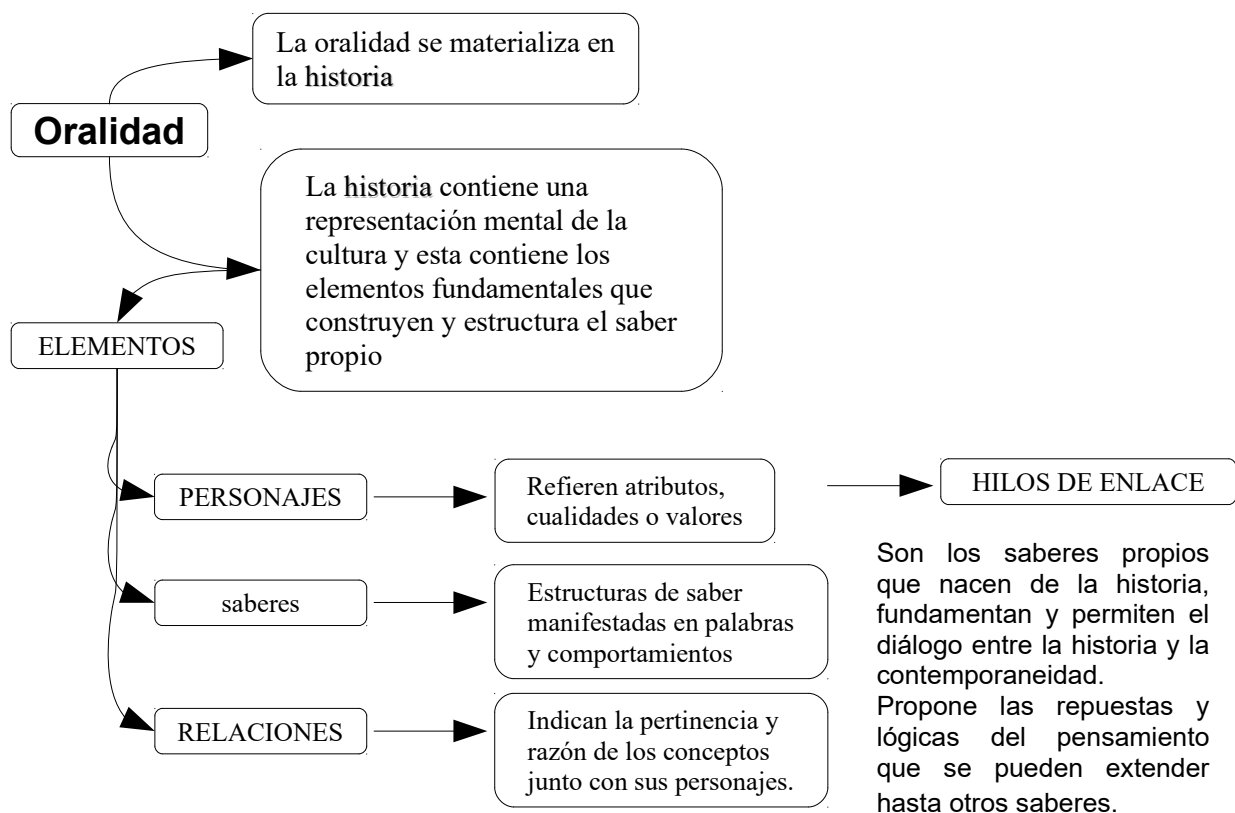 La oralidad se materializa en
la historia
Oralidad
La historia contiene una
representación mental de la
cultura y esta contiene los
elementos fundamentales que
construyen y estructura el saber
propio
ELEMENTOS
PERSONAJES
Refieren atributos,
cualidades o valores
HILOS DE ENLACE
saberes
Estructuras de saber
manifestadas en palabras
y comportamientos
RELACIONES
Indican la pertinencia y
razón de los conceptos
junto con sus personajes.
Son los saberes propios
que nacen de la historia,
fundamentan y permiten el
diálogo entre la historia y la
contemporaneidad.
Propone las repuestas y
lógicas del pensamiento
que se pueden extender
hasta otros saberes.